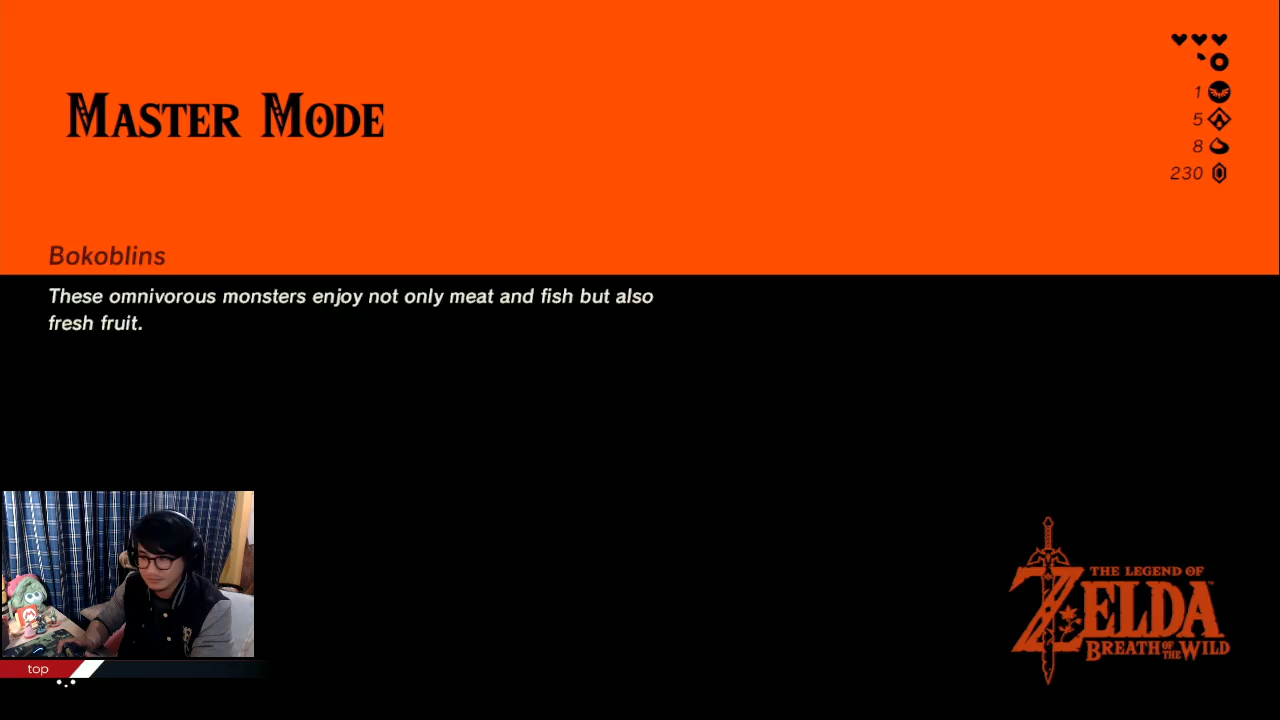 MASTER MODE
1
5
8
230
Bokoblins
These omnivorous monsters enjoy not only meat and fish but also
fresh fruit.
THE LEGEND OF
ZELDA
BREATH OF THE WILD
top